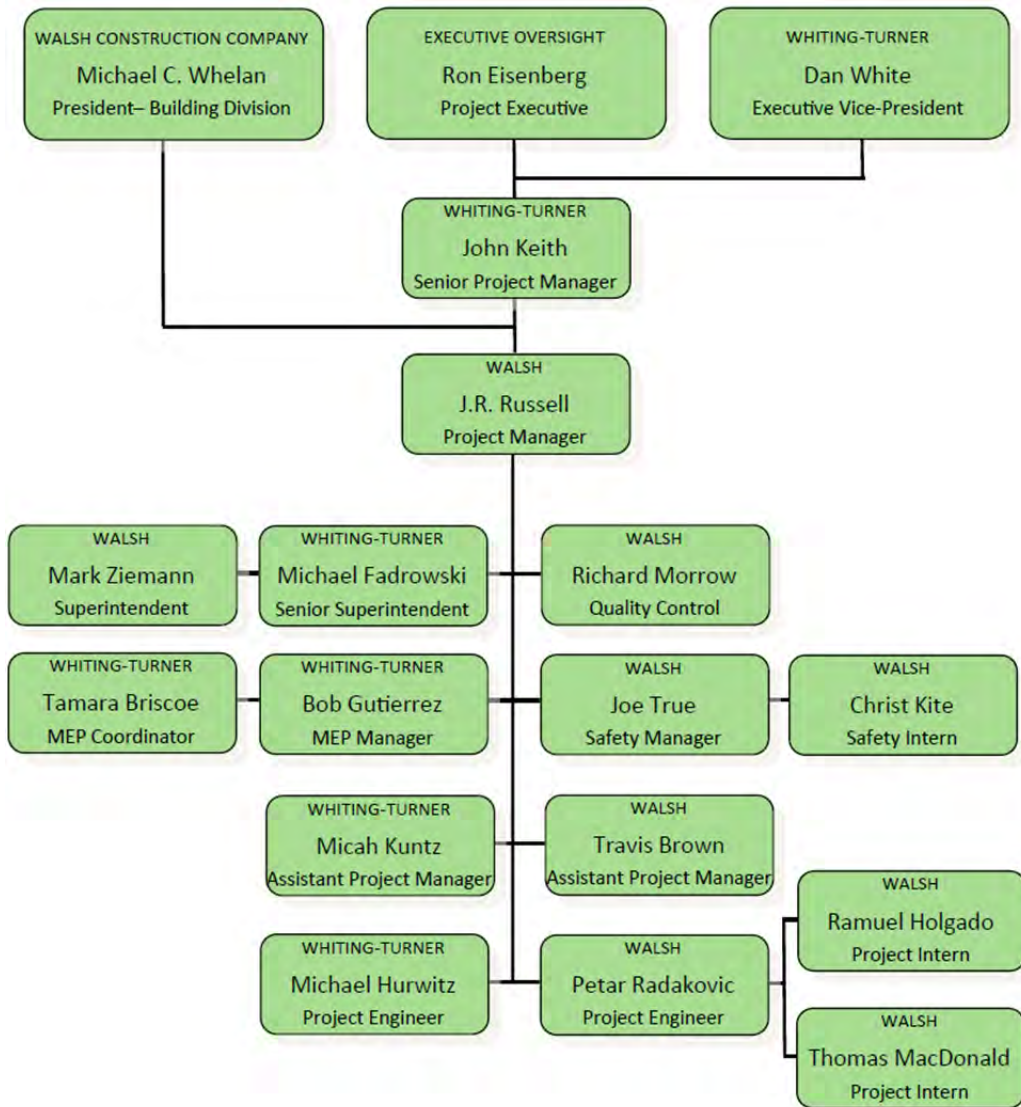 WALSH CONSTRUCTION COMPANY
Michael C. Whelan
President– Building Division
EXECUTIVE OVERSIGHT
Ron Eisenberg
Project Executive
WHITING-TURNER
Dan White
Executive Vice-President
WHITING-TURNER
John Keith
Senior Project Manager
WALSH
J.R. Russell
Project Manager
WALSH
Mark Ziemann
Superintendent
WHITING-TURNER
Michael Fadrowski
Senior Superintendent
WALSH
Richard Morrow
Quality Control
WHITING-TURNER
Tamara Briscoe
MEP Coordinator
WHITING-TURNER
Bob Gutierrez
MEP Manager
WALSH
Joe True
Safety Manager
WALSH
Christ Kite
Safety Intern
WHITING-TURNER
Micah Kuntz
Assistant Project Manager
WALSH
Travis Brown
Assistant Project Manager
WHITING-TURNER
Michael Hurwitz
Project Engineer
WALSH
Petar Radakovic
Project Engineer
WALSH
Ramuel Holgado
Project Intern
WALSH
Thomas MacDonald
Project Intern